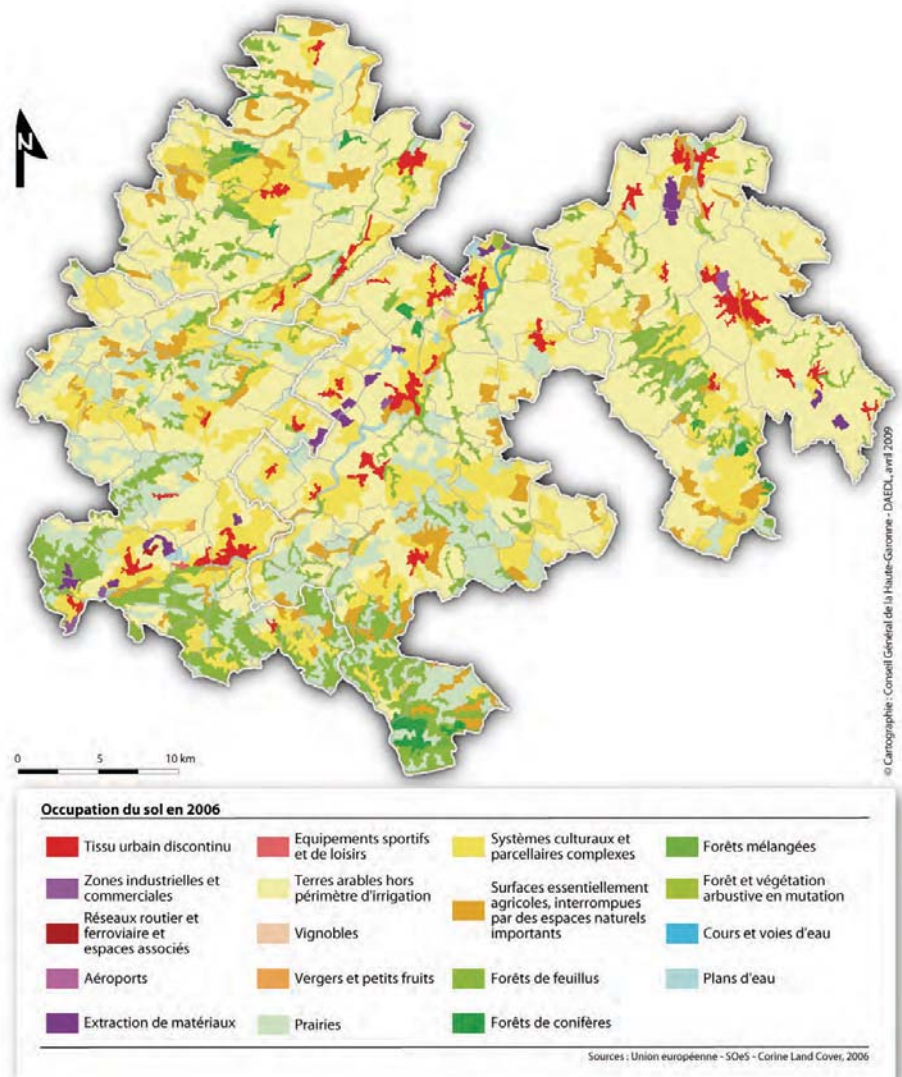 N
© Cartographie : Conseil Général de la Haute-Garonne - DAEDL, avril 2009
0 5 10 km
Occupation du sol en 2006
Tissu urbain discontinu
Zones industrielles et
commerciales
Réseaux routier et
ferroviaire et
espaces associés
Aéroports
Extraction de matériaux
Equipements sportifs
et de loisirs
Terres arables hors
périmètre d'irrigation
Vignobles
Vergers et petits fruits
Prairies
Systèmes culturaux et
parcellaires complexes
Surfaces essentiellement
agricoles, interrompues
par des espaces naturels
importants
Forêts de feuillus
Forêts de conifères
Forêts mélangées
Forêt et végétation
arbustive en mutation
Cours et voies d'eau
Plans d'eau
Sources : Union européenne - SOeS - Corine Land Cover, 2006